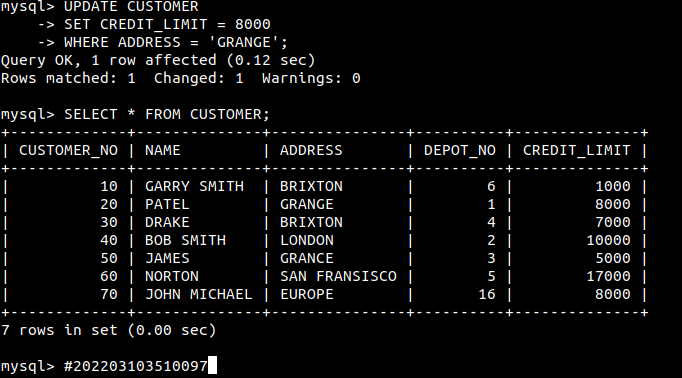 mysql> UPDATE CUSTOMER
    -> SET CREDIT_LIMIT = 8000
    -> WHERE ADDRESS = 'GRANGE';
Query OK, 1 row affected (0.12 sec)
Rows matched: 1  Changed: 1  Warnings: 0

mysql> SELECT * FROM CUSTOMER;
+-------------+--------------+---------------+----------+--------------+
| CUSTOMER_NO | NAME         | ADDRESS       | DEPOT_NO | CREDIT_LIMIT |
+-------------+--------------+---------------+----------+--------------+
|          10 | GARRY SMITH  | BRIXTON       |        6 |         1000 |
|          20 | PATEL        | GRANGE        |        1 |         8000 |
|          30 | DRAKE        | BRIXTON       |        4 |         7000 |
|          40 | BOB SMITH    | LONDON        |        2 |        10000 |
|          50 | JAMES        | GRANCE        |        3 |         5000 |
|          60 | NORTON       | SAN FRANSISCO |        5 |        17000 |
|          70 | JOHN MICHAEL | EUROPE        |       16 |         8000 |
+-------------+--------------+---------------+----------+--------------+
7 rows in set (0.00 sec)

mysql> #202203103510097